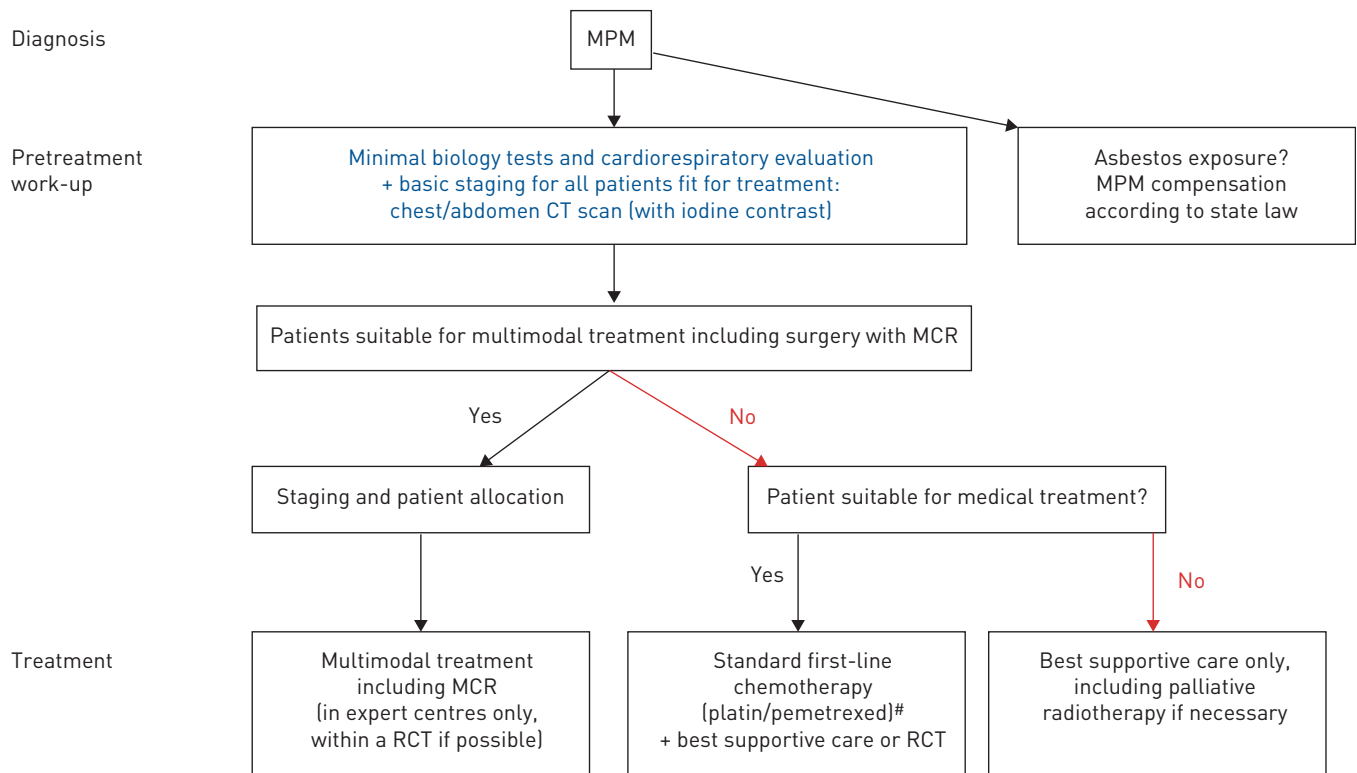 Diagnosis
MPM
Pretreatment
work-up
Minimal biology tests and cardiorespiratory evaluation
+ basic staging for all patients fit for treatment:
chest/abdomen CT scan (with iodine contrast)
Asbestos exposure?
MPM compensation
according to state law
Patients suitable for multimodal treatment including surgery with MCR
Yes
No
Staging and patient allocation
Patient suitable for medical treatment?
Yes
No
Treatment
Multimodal treatment
including MCR
(in expert centres only,
within a RCT if possible)
Standard first-line
chemotherapy
(platin/pemetrexed)#
+ best supportive care or RCT
Best supportive care only,
including palliative
radiotherapy if necessary